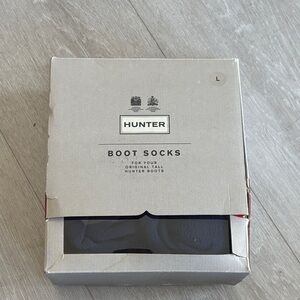 L
HUNTER
BOOT SOCKS
FOR YOUR
ORIGINAL TALL
HUNTER BOOTS